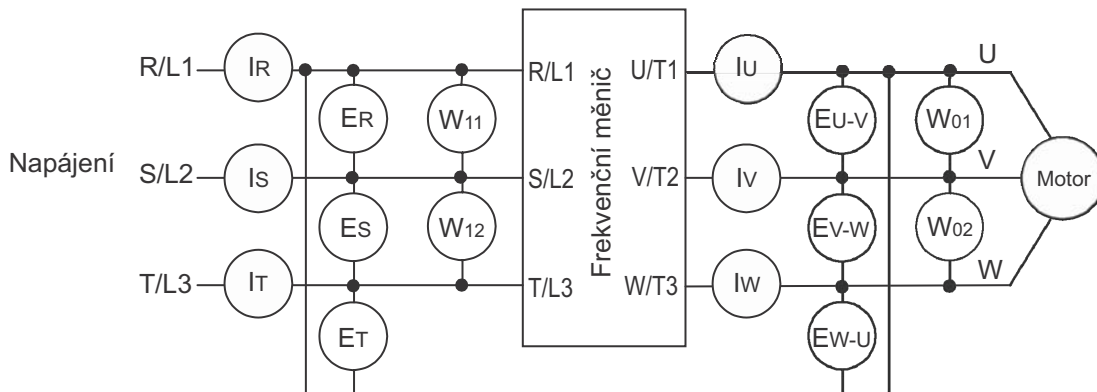 Napájení
R/L1
IR
S/L2
IS
T/L3
IT
ER
W11
ES
W12
ET
R/L1
S/L2
T/L3
Frekvenční měnič
U/T1
V/T2
W/T3
IU
IV
IW
EU-V
W01
EV-W
W02
EW-U
U
V
W
Motor